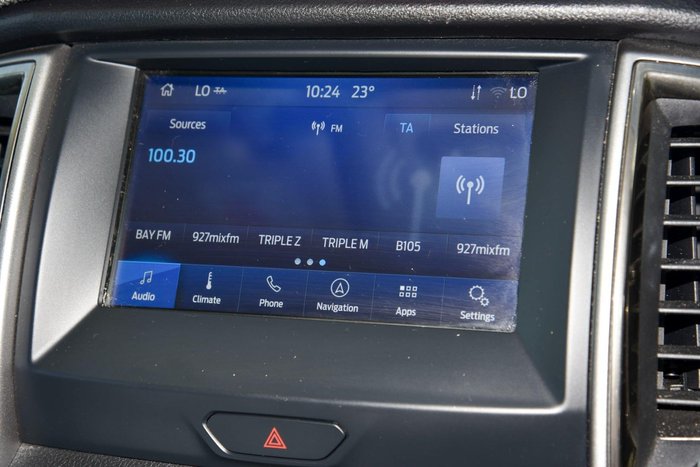 LO TA 10:24 23° LO
Sources FM TA Stations
100.30
BAY FM 927mixfm TRIPLE Z TRIPLE M B105 927mixfm
Audio Climate Phone Navigation Apps Settings